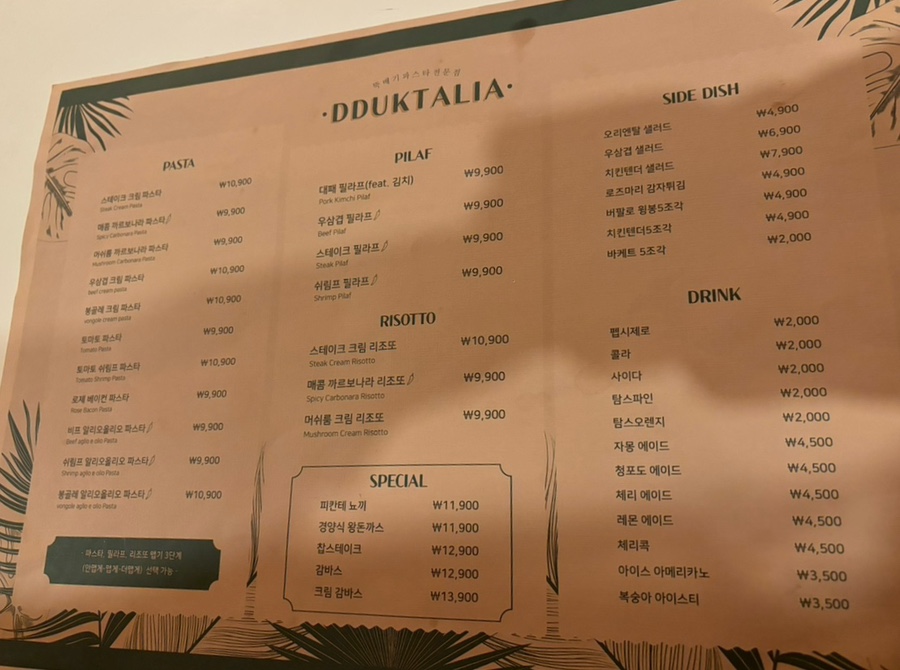 뚝배기파스타전문점
·DDUKTALIA·
PASTA
스테이크 크림 파스타 ₩10,900
Steak Cream Pasta
매콤 까르보나라 파스타 ₩9,900
Spicy Carbonara Pasta
머쉬룸 까르보나라 파스타 ₩9,900
Mushroom Carbonara Pasta
우삼겹 크림 파스타 ₩10,900
beef cream pasta
봉골레 크림 파스타 ₩10,900
vongole cream pasta
토마토 파스타 ₩9,900
Tomato Pasta
토마토 쉬림프 파스타 ₩10,900
Tomato Shrimp Pasta
로제 베이컨 파스타 ₩9,900
Rose Bacon Pasta
비프 알리오올리오 파스타 ₩9,900
Beef aglio e olio Pasta
쉬림프 알리오올리오 파스타 ₩9,900
Shrimp aglio e olio Pasta
봉골레 알리오올리오 파스타 ₩10,900
vongole aglio e olio Pasta
· 파스타, 필라프, 리조또 맵기 3단계
(안맵게-맵게-더맵게) 선택 가능 ·
PILAF
대패 필라프(feat. 김치) ₩9,900
Pork Kimchi Pilaf
우삼겹 필라프 ₩9,900
Beef Pilaf
스테이크 필라프 ₩9,900
Steak Pilaf
쉬림프 필라프 ₩9,900
Shrimp Pilaf
RISOTTO
스테이크 크림 리조또 ₩10,900
Steak Cream Risotto
매콤 까르보나라 리조또 ₩9,900
Spicy Carbonara Risotto
머쉬룸 크림 리조또 ₩9,900
Mushroom Cream Risotto
SPECIAL
피칸테 뇨끼 ₩11,900
경양식 왕돈까스 ₩11,900
찹스테이크 ₩12,900
감바스 ₩12,900
크림 감바스 ₩13,900
SIDE DISH
오리엔탈 샐러드 ₩4,900
우삼겹 샐러드 ₩6,900
치킨텐더 샐러드 ₩7,900
로즈마리 감자튀김 ₩4,900
버팔로 윙봉5조각 ₩4,900
치킨텐더5조각 ₩4,900
바케트 5조각 ₩2,000
DRINK
펩시제로 ₩2,000
콜라 ₩2,000
사이다 ₩2,000
탐스파인 ₩2,000
탐스오렌지 ₩2,000
자몽 에이드 ₩4,500
청포도 에이드 ₩4,500
체리 에이드 ₩4,500
레몬 에이드 ₩4,500
체리콕 ₩4,500
아이스 아메리카노 ₩3,500
복숭아 아이스티 ₩3,500